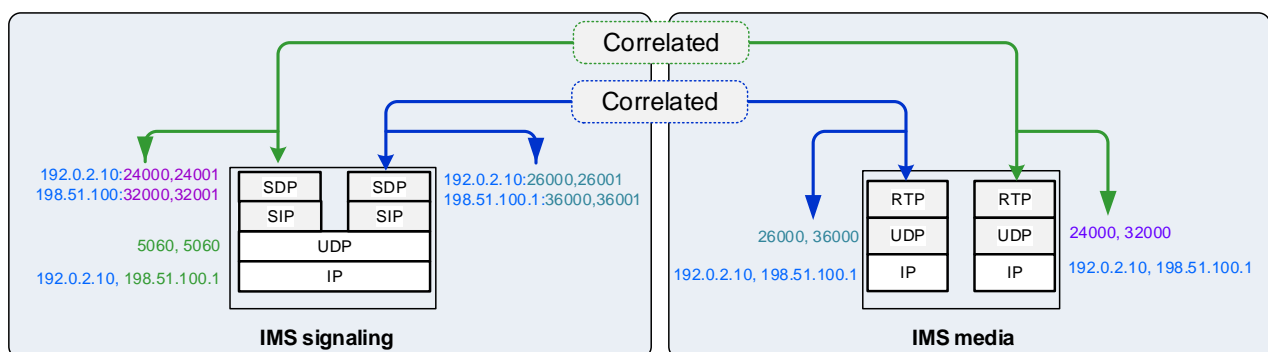 Correlated
Correlated
192.0.2.10:24000,24001
198.51.100:32000,32001
SDP
SIP
SDP
SIP
UDP
IP
192.0.2.10:26000,26001
198.51.100.1:36000,36001
5060, 5060
192.0.2.10, 198.51.100.1
IMS signaling
26000, 36000
192.0.2.10, 198.51.100.1
RTP
UDP
IP
RTP
UDP
IP
24000, 32000
192.0.2.10, 198.51.100.1
IMS media